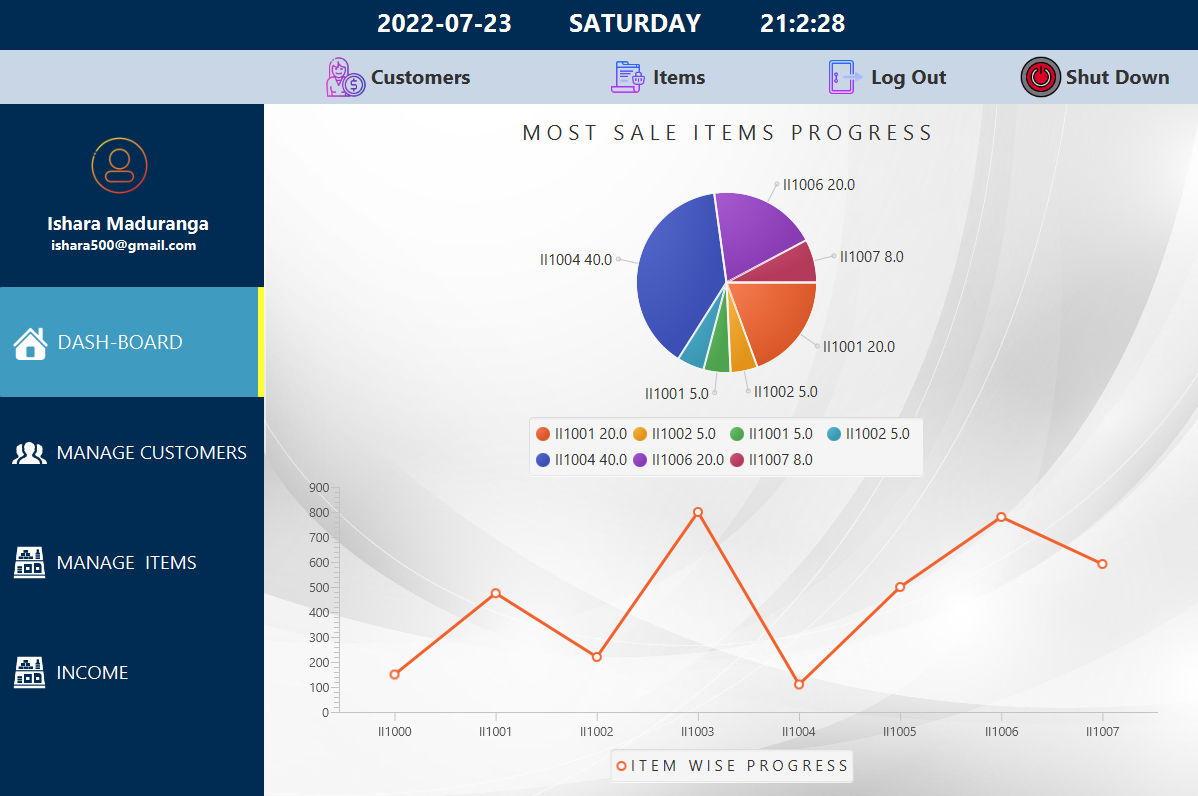 2022-07-23 SATURDAY 21:2:28
Customers Items Log Out Shut Down
Ishara Maduranga
ishara500@gmail.com
DASH-BOARD
MANAGE CUSTOMERS
MANAGE ITEMS
INCOME
MOST SALE ITEMS PROGRESS
II1006 20.0
II1007 8.0
II1004 40.0
II1001 20.0
II1001 5.0
II1002 5.0
II1001 20.0 II1002 5.0 II1001 5.0 II1002 5.0
II1004 40.0 II1006 20.0 II1007 8.0
900
800
700
600
500
400
300
200
100
0
II1000 II1001 II1002 II1003 II1004 II1005 II1006 II1007
ITEM WISE PROGRESS